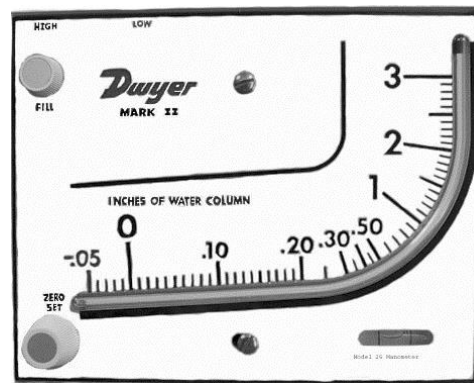 HIGH LOW
Dwyer
MARK II
FILL
3
2
INCHES OF WATER COLUMN
1
0
-.05 .10 .20 .30 .50
ZERO
SET
Model 25 Manometer